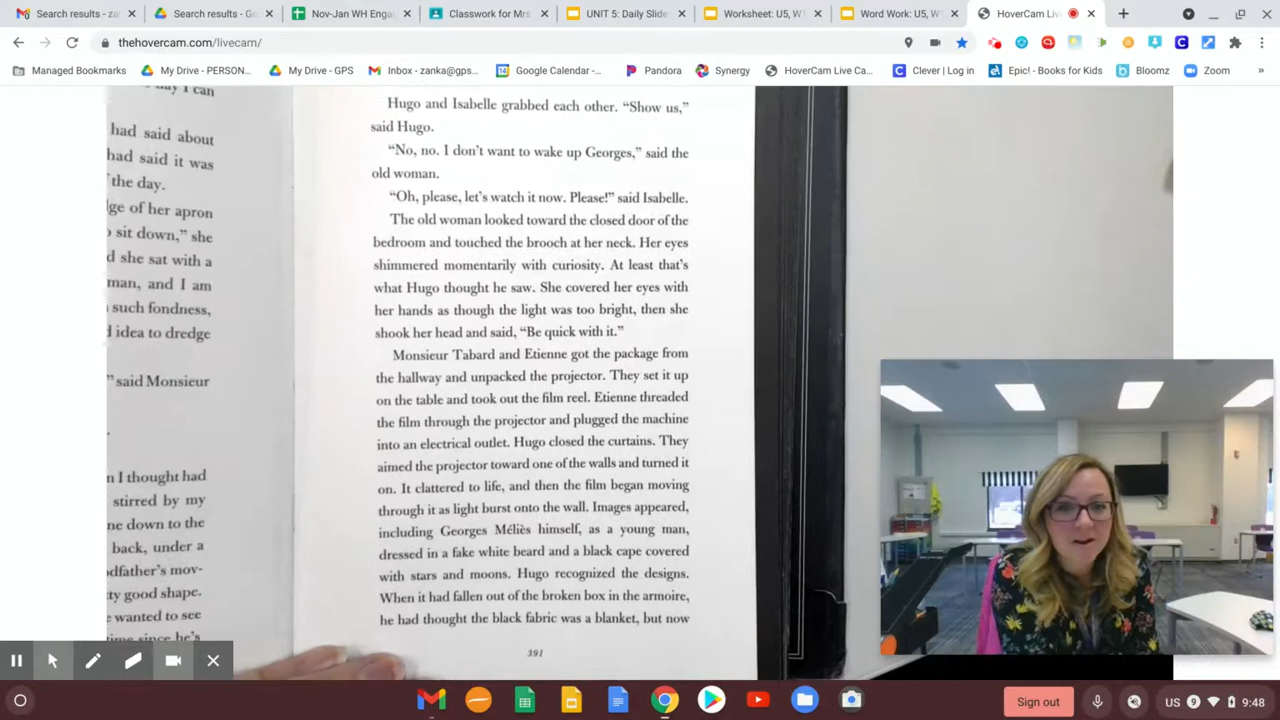 Search results - za
Search results - Ge
Nov-Jan WH Enga
Classwork for Mrs
UNIT 5: Daily Slide
Worksheet: U5, W1
Word Work: U5, W
HoverCam Live
thehovercam.com/livecam/
Managed Bookmarks
My Drive - PERSON...
My Drive - GPS
Inbox - zanka@gps...
Google Calendar -...
Pandora
Synergy
HoverCam Live Ca...
Clever | Log in
Epic! - Books for Kids
Bloomz
Zoom
»
day I can
had said about
had said it was
the day.
ge of her apron
sit down,” she
d she sat with a
man, and I am
such fondness,
idea to dredge
” said Monsieur
n I thought had
stirred by my
ne down to the
back, under a
dfather’s mov-
ty good shape.
wanted to see
time since he’s
Hugo and Isabelle grabbed each other. “Show us,”
said Hugo.
“No, no. I don’t want to wake up Georges,” said the
old woman.
“Oh, please, let’s watch it now. Please!” said Isabelle.
The old woman looked toward the closed door of the
bedroom and touched the brooch at her neck. Her eyes
shimmered momentarily with curiosity. At least that’s
what Hugo thought he saw. She covered her eyes with
her hands as though the light was too bright, then she
shook her head and said, “Be quick with it.”
Monsieur Tabard and Etienne got the package from
the hallway and unpacked the projector. They set it up
on the table and took out the film reel. Etienne threaded
the film through the projector and plugged the machine
into an electrical outlet. Hugo closed the curtains. They
aimed the projector toward one of the walls and turned it
on. It clattered to life, and then the film began moving
through it as light burst onto the wall. Images appeared,
including Georges Méliès himself, as a young man,
dressed in a fake white beard and a black cape covered
with stars and moons. Hugo recognized the designs.
When it had fallen out of the broken box in the armoire,
he had thought the black fabric was a blanket, but now
391
Sign out
US
9
9:48